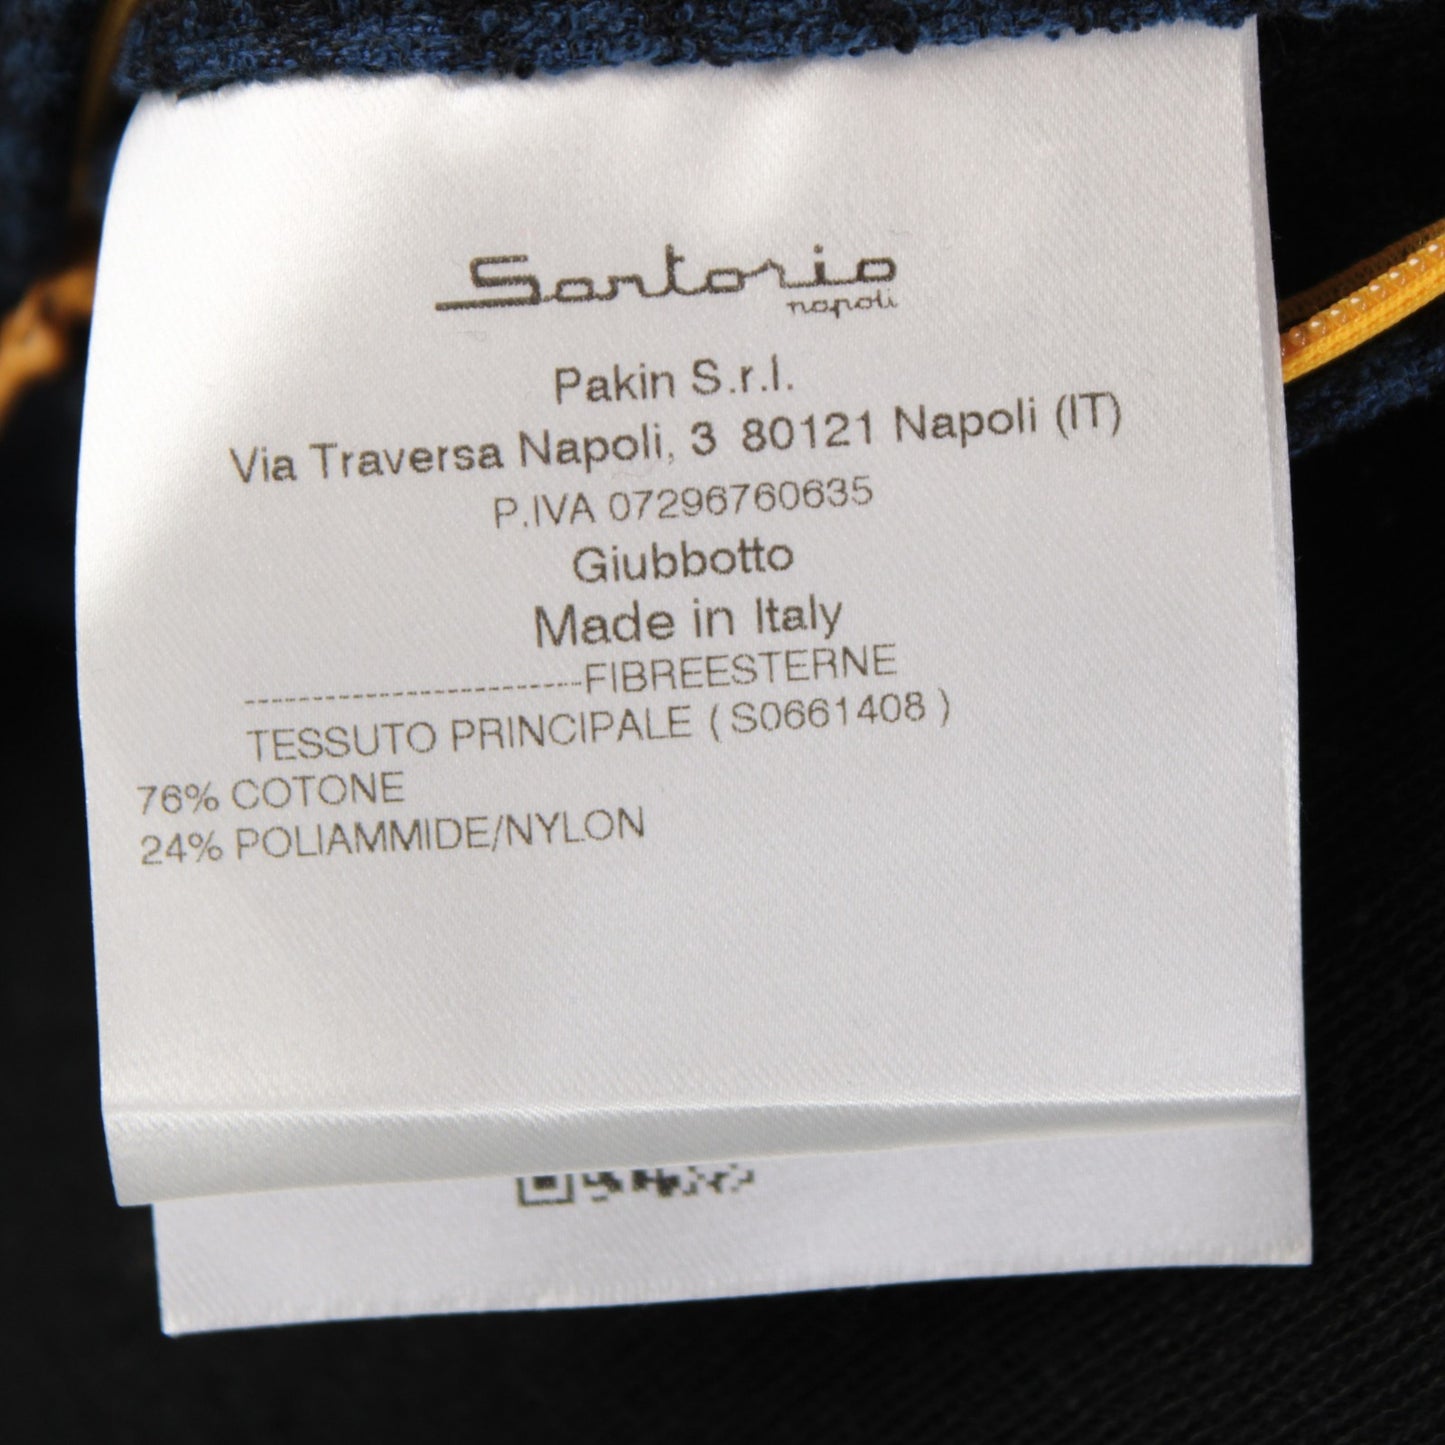 Sartorio
napoli
Pakin S.r.l.
Via Traversa Napoli, 3 80121 Napoli (IT)
P.IVA 07296760635
Giubbotto
Made in Italy
-------------------------FIBREESTERNE
TESSUTO PRINCIPALE ( S0661408 )
76% COTONE
24% POLIAMMIDE/NYLON